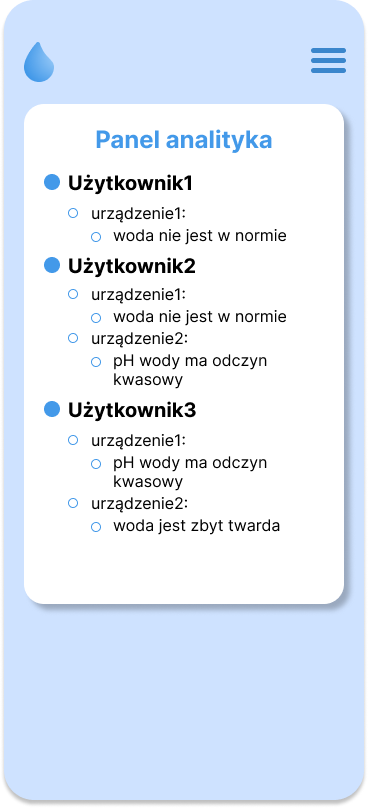 Panel analityka
Użytkownik1
urządzenie1:
woda nie jest w normie
Użytkownik2
urządzenie1:
woda nie jest w normie
urządzenie2:
pH wody ma odczyn
kwasowy
Użytkownik3
urządzenie1:
pH wody ma odczyn
kwasowy
urządzenie2:
woda jest zbyt twarda